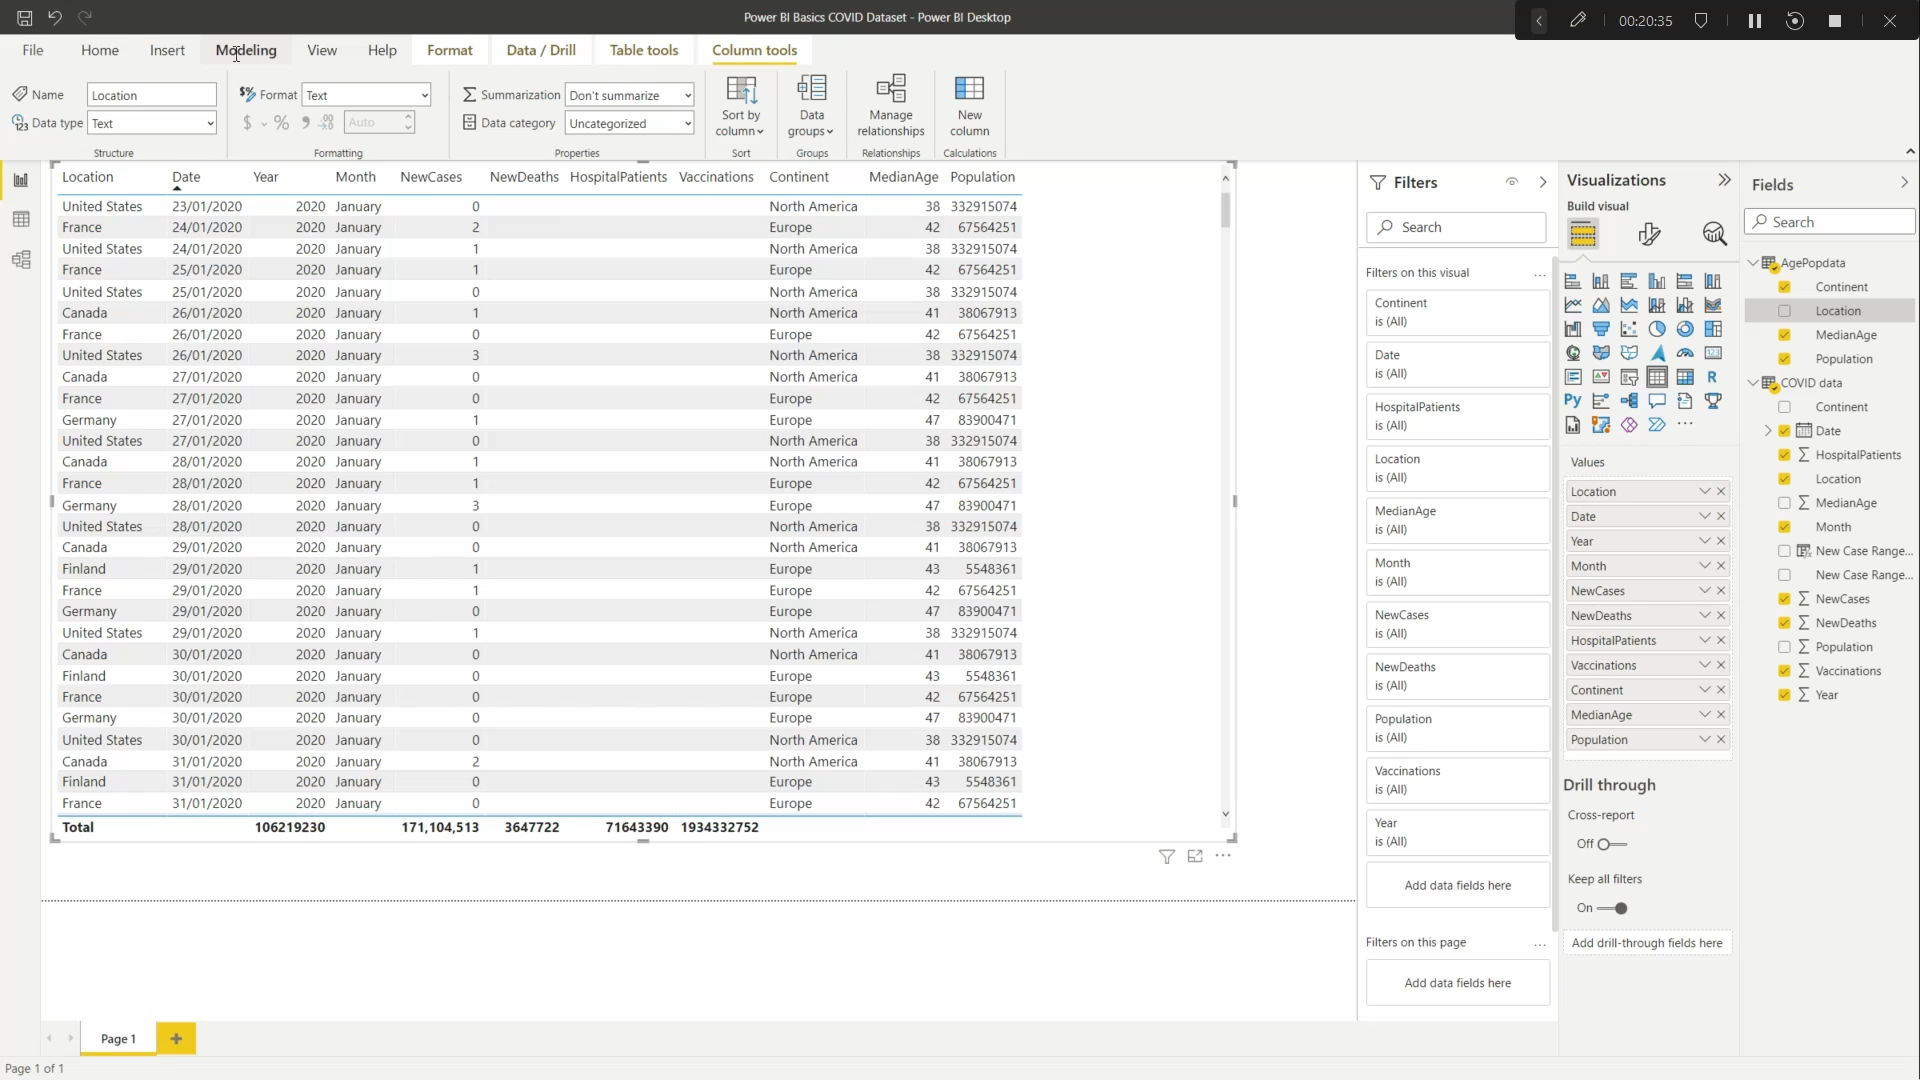 Power BI Basics COVID Dataset - Power BI Desktop
00:20:35
File Home Insert Modeling View Help Format Data / Drill Table tools Column tools
Name Location
Data type Text
Structure
$% Format Text
$ % Auto
Formatting
Summarization Don't summarize
Data category Uncategorized
Properties
Sort by column
Sort
Data groups
Groups
Manage relationships
Relationships
New column
Calculations
Location Date Year Month NewCases NewDeaths HospitalPatients Vaccinations Continent MedianAge Population
United States 23/01/2020 2020 January 0 North America 38 332915074
France 24/01/2020 2020 January 2 Europe 42 67564251
United States 24/01/2020 2020 January 1 North America 38 332915074
France 25/01/2020 2020 January 1 Europe 42 67564251
United States 25/01/2020 2020 January 0 North America 38 332915074
Canada 26/01/2020 2020 January 1 North America 41 38067913
France 26/01/2020 2020 January 0 Europe 42 67564251
United States 26/01/2020 2020 January 3 North America 38 332915074
Canada 27/01/2020 2020 January 0 North America 41 38067913
France 27/01/2020 2020 January 0 Europe 42 67564251
Germany 27/01/2020 2020 January 1 Europe 47 83900471
United States 27/01/2020 2020 January 0 North America 38 332915074
Canada 28/01/2020 2020 January 1 North America 41 38067913
France 28/01/2020 2020 January 1 Europe 42 67564251
Germany 28/01/2020 2020 January 3 Europe 47 83900471
United States 28/01/2020 2020 January 0 North America 38 332915074
Canada 29/01/2020 2020 January 0 North America 41 38067913
Finland 29/01/2020 2020 January 1 Europe 43 5548361
France 29/01/2020 2020 January 1 Europe 42 67564251
Germany 29/01/2020 2020 January 0 Europe 47 83900471
United States 29/01/2020 2020 January 1 North America 38 332915074
Canada 30/01/2020 2020 January 0 North America 41 38067913
Finland 30/01/2020 2020 January 0 Europe 43 5548361
France 30/01/2020 2020 January 0 Europe 42 67564251
Germany 30/01/2020 2020 January 0 Europe 47 83900471
United States 30/01/2020 2020 January 0 North America 38 332915074
Canada 31/01/2020 2020 January 2 North America 41 38067913
Finland 31/01/2020 2020 January 0 Europe 43 5548361
France 31/01/2020 2020 January 0 Europe 42 67564251
Total 106219230 171,104,513 3647722 71643390 1934332752
Filters
Search
Filters on this visual ...
Continent
is (All)
Date
is (All)
HospitalPatients
is (All)
Location
is (All)
MedianAge
is (All)
Month
is (All)
NewCases
is (All)
NewDeaths
is (All)
Population
is (All)
Vaccinations
is (All)
Year
is (All)
Add data fields here
Filters on this page ...
Add data fields here
Visualizations
Build visual
123
R
Py
Values
Location
Date
Year
Month
NewCases
NewDeaths
HospitalPatients
Vaccinations
Continent
MedianAge
Population
Drill through
Cross-report
Off
Keep all filters
On
Add drill-through fields here
Fields
Search
AgePopdata
Continent
Location
MedianAge
Population
COVID data
Continent
Date
HospitalPatients
Location
MedianAge
Month
New Case Range...
New Case Range...
NewCases
NewDeaths
Population
Vaccinations
Year
Page 1
Page 1 of 1